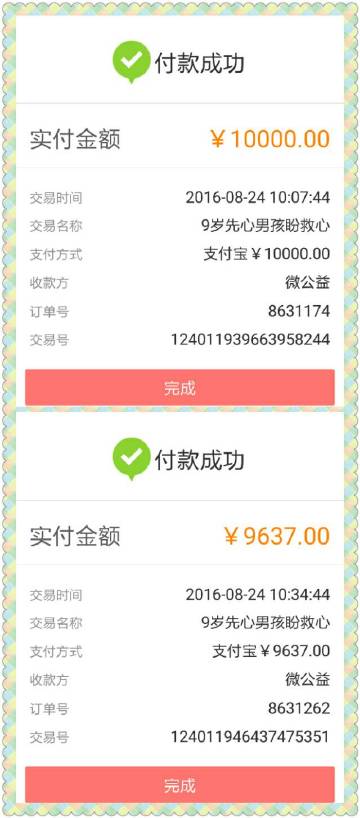 付款成功
实付金额 ￥10000.00
交易时间 2016-08-24 10:07:44
交易名称 9岁先心男孩盼救心
支付方式 支付宝￥10000.00
收款方 微公益
订单号 8631174
交易号 124011939663958244
完成
付款成功
实付金额 ￥9637.00
交易时间 2016-08-24 10:34:44
交易名称 9岁先心男孩盼救心
支付方式 支付宝￥9637.00
收款方 微公益
订单号 8631262
交易号 124011946437475351
完成